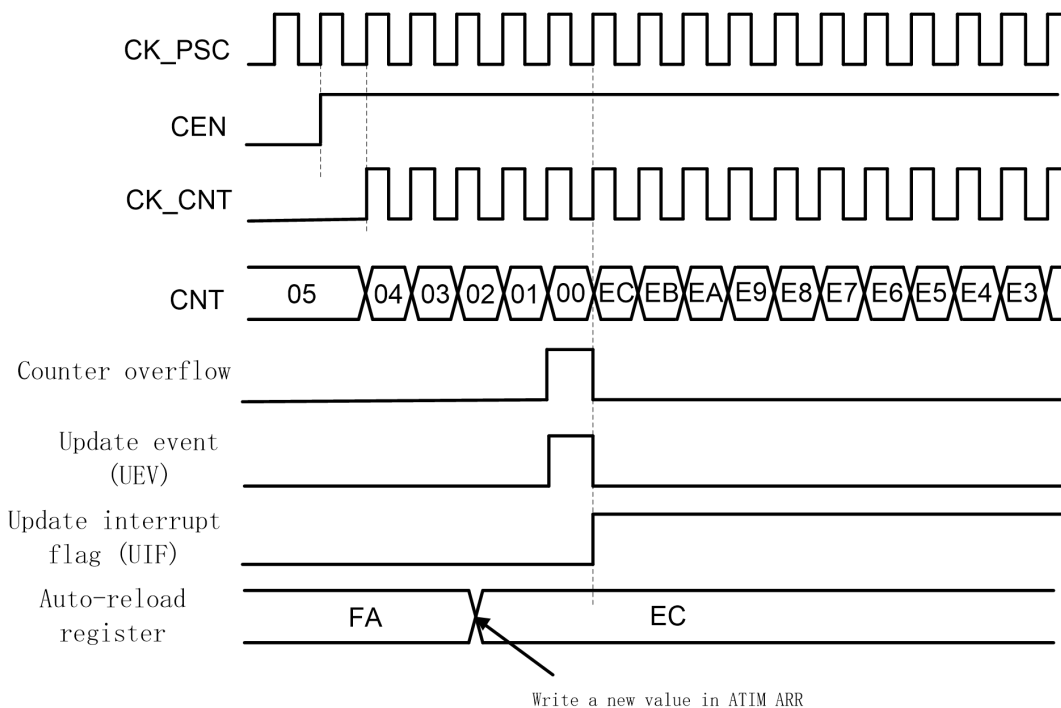 CK_PSC
CEN
CK_CNT
CNT
05 04 03 02 01 00 EC EB EA E9 E8 E7 E6 E5 E4 E3
Counter overflow
Update event
(UEV)
Update interrupt
flag (UIF)
Auto-reload
register
FA
EC
Write a new value in ATIM ARR